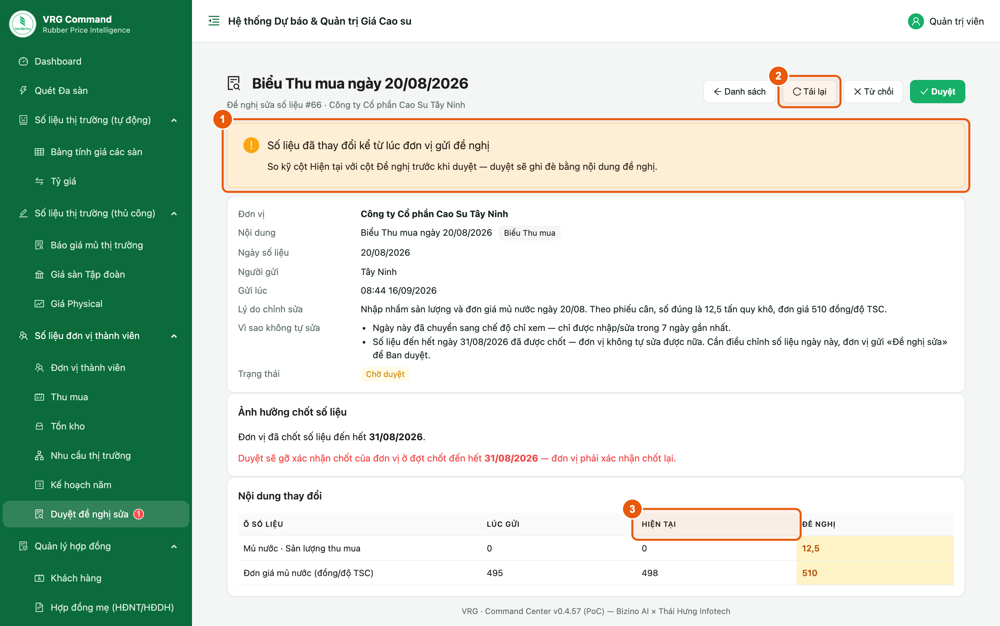 VRG Command
Rubber Price Intelligence
Dashboard
Quét Đa sàn
Số liệu thị trường (tự động)
Bảng tính giá các sàn
Tỷ giá
Số liệu thị trường (thủ công)
Báo giá mủ thị trường
Giá sàn Tập đoàn
Giá Physical
Số liệu đơn vị thành viên
Đơn vị thành viên
Thu mua
Tồn kho
Nhu cầu thị trường
Kế hoạch năm
Duyệt đề nghị sửa 1
Quản lý hợp đồng
Khách hàng
Hợp đồng mẹ (HĐNT/HĐDH)
Hệ thống Dự báo & Quản trị Giá Cao su
Quản trị viên
Biểu Thu mua ngày 20/08/2026
Đề nghị sửa số liệu #66 · Công ty Cổ phần Cao Su Tây Ninh
Danh sách
2
Tải lại
Từ chối
Duyệt
1
Số liệu đã thay đổi kể từ lúc đơn vị gửi đề nghị
So kỹ cột Hiện tại với cột Đề nghị trước khi duyệt — duyệt sẽ ghi đè bằng nội dung đề nghị.
Đơn vị Công ty Cổ phần Cao Su Tây Ninh
Nội dung Biểu Thu mua ngày 20/08/2026 Biểu Thu mua
Ngày số liệu 20/08/2026
Người gửi Tây Ninh
Gửi lúc 08:44 16/09/2026
Lý do chỉnh sửa Nhập nhầm sản lượng và đơn giá mủ nước ngày 20/08. Theo phiếu cân, số đúng là 12,5 tấn quy khô, đơn giá 510 đồng/độ TSC.
Vì sao không tự sửa • Ngày này đã chuyển sang chế độ chỉ xem — chỉ được nhập/sửa trong 7 ngày gần nhất.
• Số liệu đến hết ngày 31/08/2026 đã được chốt — đơn vị không tự sửa được nữa. Cần điều chỉnh số liệu ngày này, đơn vị gửi «Đề nghị sửa»
để Ban duyệt.
Trạng thái Chờ duyệt
Ảnh hưởng chốt số liệu
Đơn vị đã chốt số liệu đến hết 31/08/2026.
Duyệt sẽ gỡ xác nhận chốt của đơn vị ở đợt chốt đến hết 31/08/2026 — đơn vị phải xác nhận chốt lại.
Nội dung thay đổi
3
Ô SỐ LIỆU LÚC GỬI HIỆN TẠI ĐỀ NGHỊ
Mủ nước · Sản lượng thu mua 0 0 12,5
Đơn giá mủ nước (đồng/độ TSC) 495 498 510
VRG · Command Center v0.4.57 (PoC) — Bizino AI × Thái Hưng Infotech